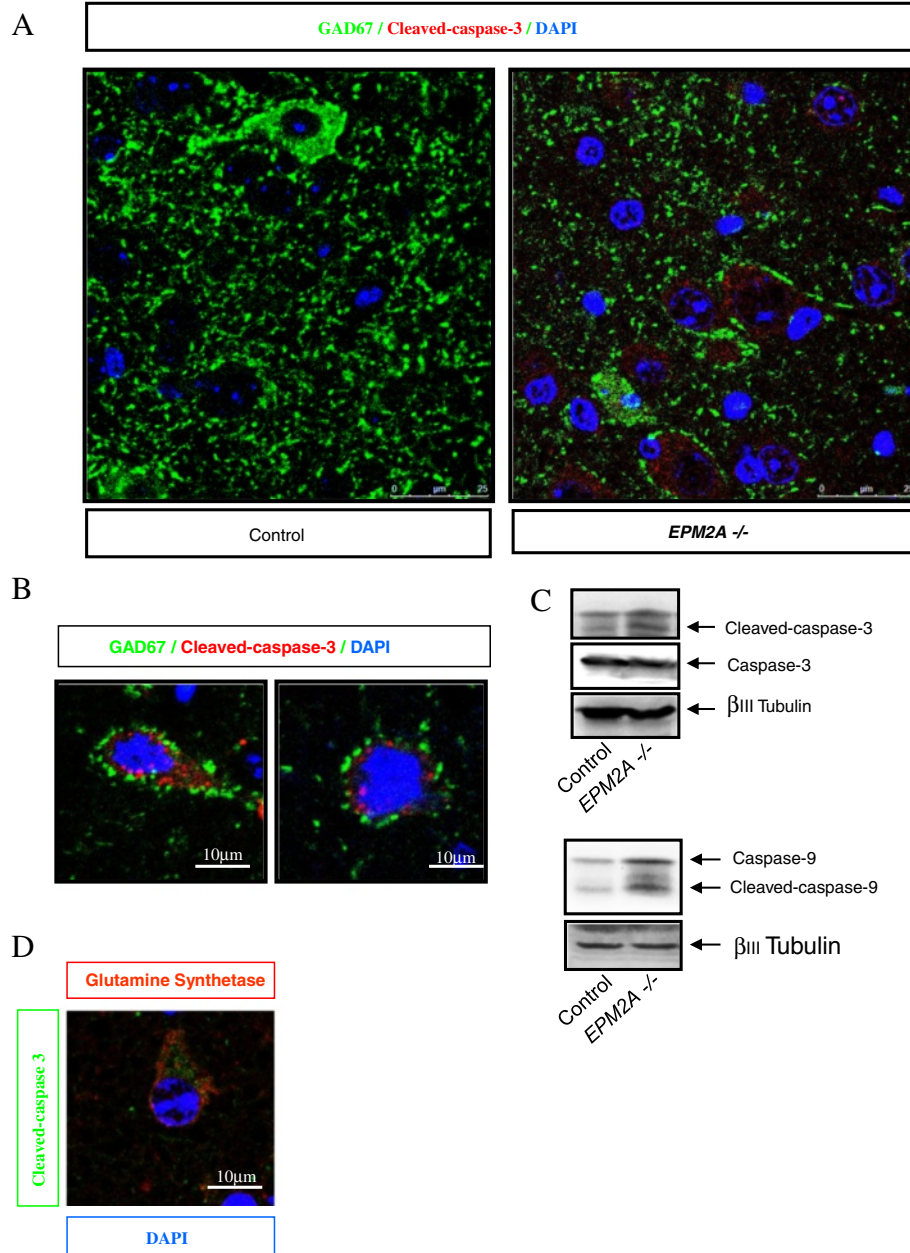 A
GAD67 / Cleaved-caspase-3 / DAPI
0 µm 25
0 µm 25
Control
EPM2A -/-
B
GAD67 / Cleaved-caspase-3 / DAPI
10µm
10µm
C
Cleaved-caspase-3
Caspase-3
βIII Tubulin
Control
EPM2A -/-
Caspase-9
Cleaved-caspase-9
βIII Tubulin
Control
EPM2A -/-
D
Glutamine Synthetase
Cleaved-caspase 3
10µm
DAPI